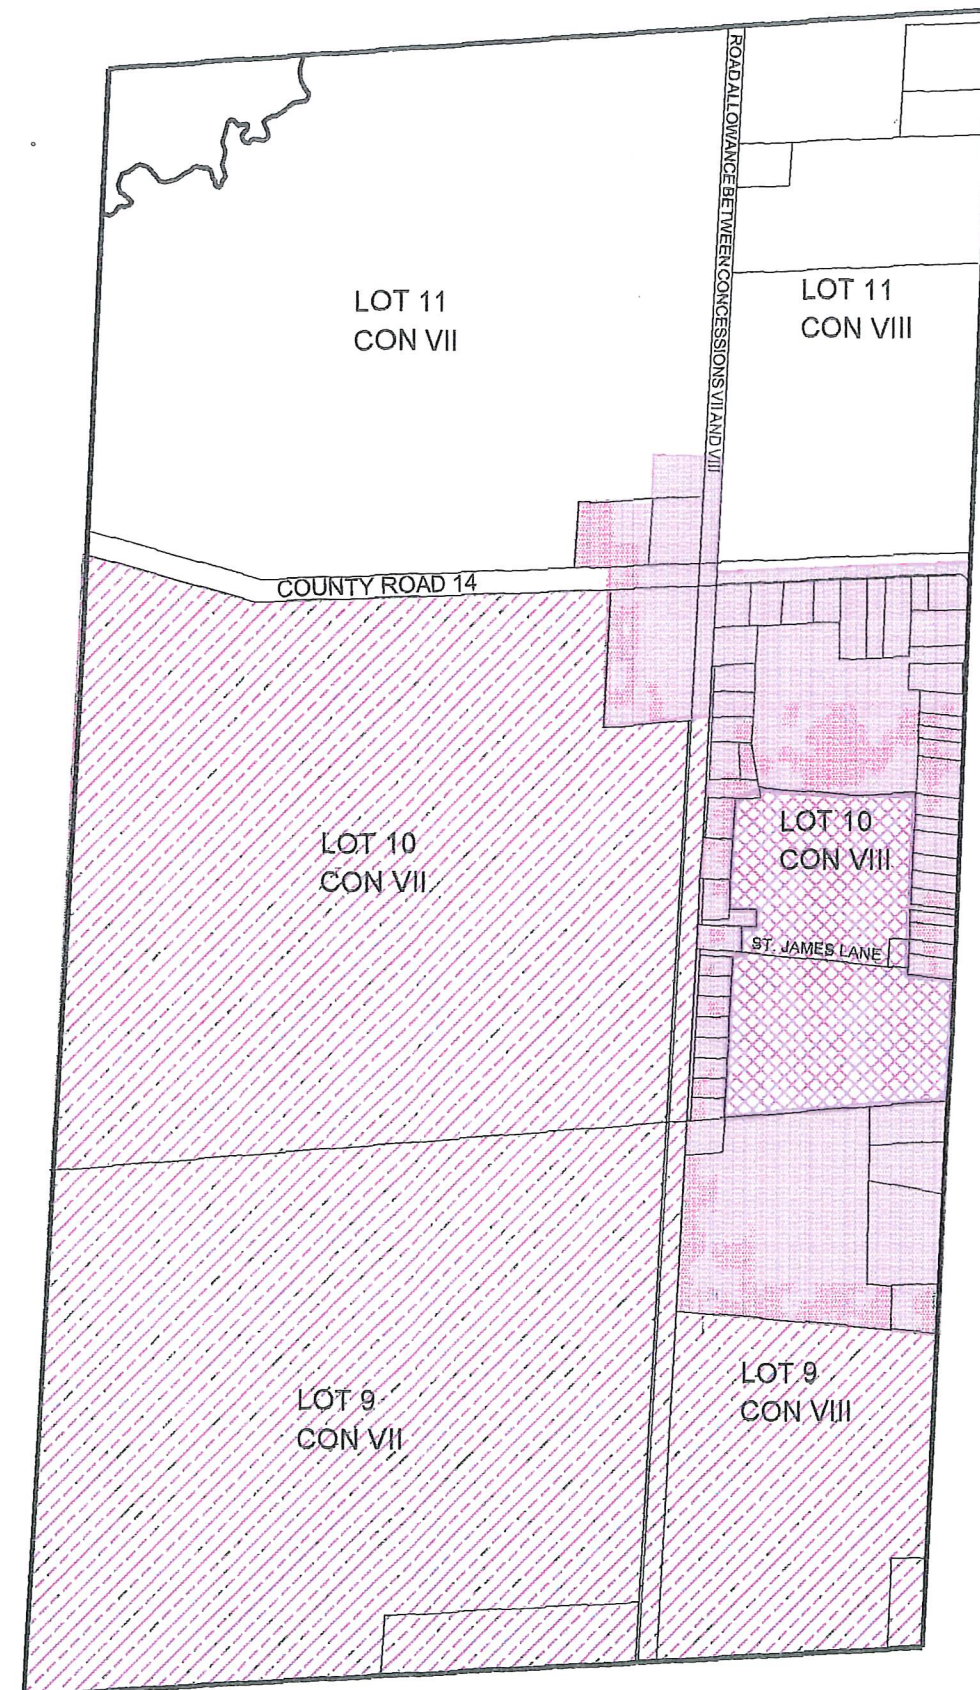 ROAD ALLOWANCE BETWEEN CONCESSIONS VII AND VIII
LOT 11
CON VII
LOT 11
CON VIII
COUNTY ROAD 14
LOT 10
CON VII
LOT 10
CON VIII
ST. JAMES LANE
LOT 9
CON VII
LOT 9
CON VIII